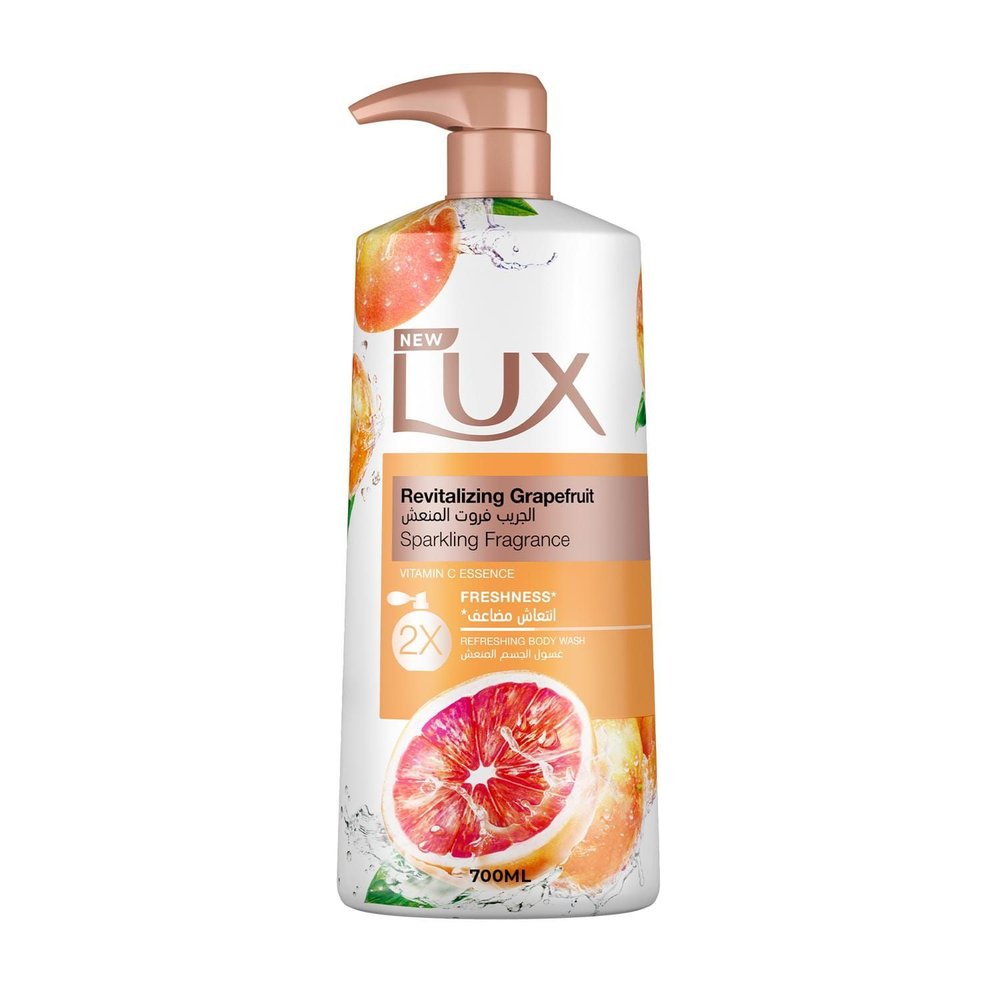 NEW
LUX
Revitalizing Grapefruit
الجريب فروت المنعش
Sparkling Fragrance
VITAMIN C ESSENCE
FRESHNESS*
انتعاش مضاعف*
2X
REFRESHING BODY WASH
غسول الجسم المنعش
700ML